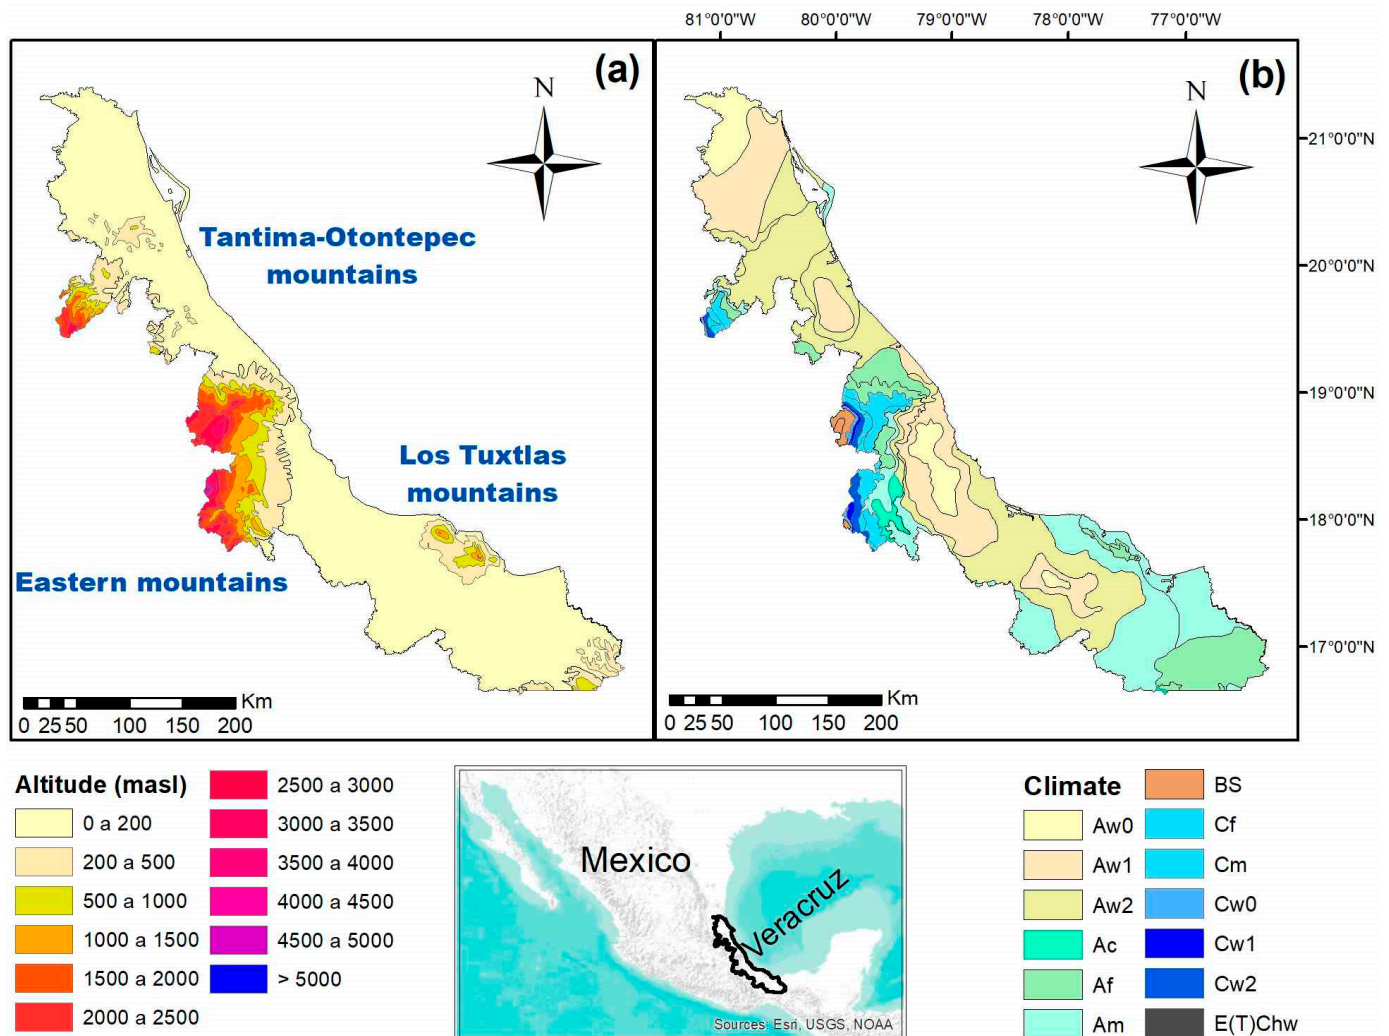 81°0'0"W 80°0'0"W 79°0'0"W 78°0'0"W 77°0'0"W
(a)
N
(b)
N
21°0'0"N
20°0'0"N
19°0'0"N
18°0'0"N
17°0'0"N
Tantima-Otontepec
mountains
Los Tuxtlas
mountains
Eastern mountains
Km
0 25 50 100 150 200
Km
0 25 50 100 150 200
Altitude (masl)
0 a 200
200 a 500
500 a 1000
1000 a 1500
1500 a 2000
2000 a 2500
2500 a 3000
3000 a 3500
3500 a 4000
4000 a 4500
4500 a 5000
> 5000
Mexico
Veracruz
Sources: Esri, USGS, NOAA
Climate
Aw0
Aw1
Aw2
Ac
Af
Am
BS
Cf
Cm
Cw0
Cw1
Cw2
E(T)Chw